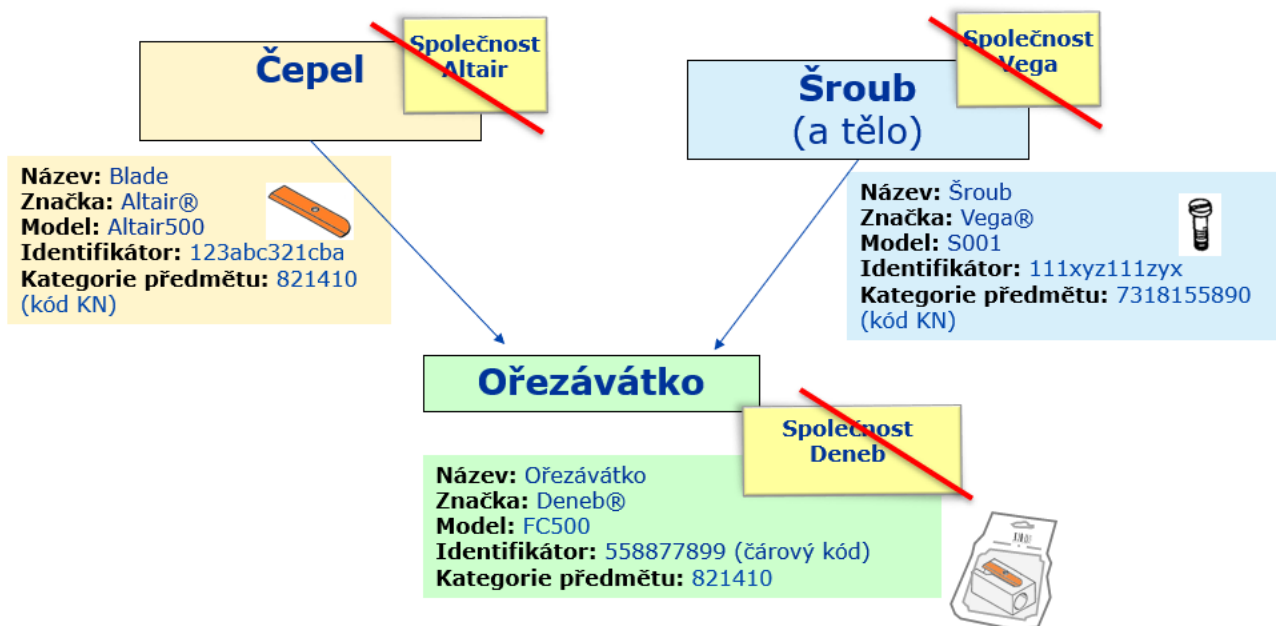 Čepel
Společnost
Altair
Název: Blade
Značka: Altair®
Model: Altair500
Identifikátor: 123abc321cba
Kategorie předmětu: 821410
(kód KN)
Šroub
(a tělo)
Společnost
Vega
Název: Šroub
Značka: Vega®
Model: S001
Identifikátor: 111xyz111zyx
Kategorie předmětu: 7318155890
(kód KN)
Ořezávátko
Společnost
Deneb
Název: Ořezávátko
Značka: Deneb®
Model: FC500
Identifikátor: 558877899 (čárový kód)
Kategorie předmětu: 821410